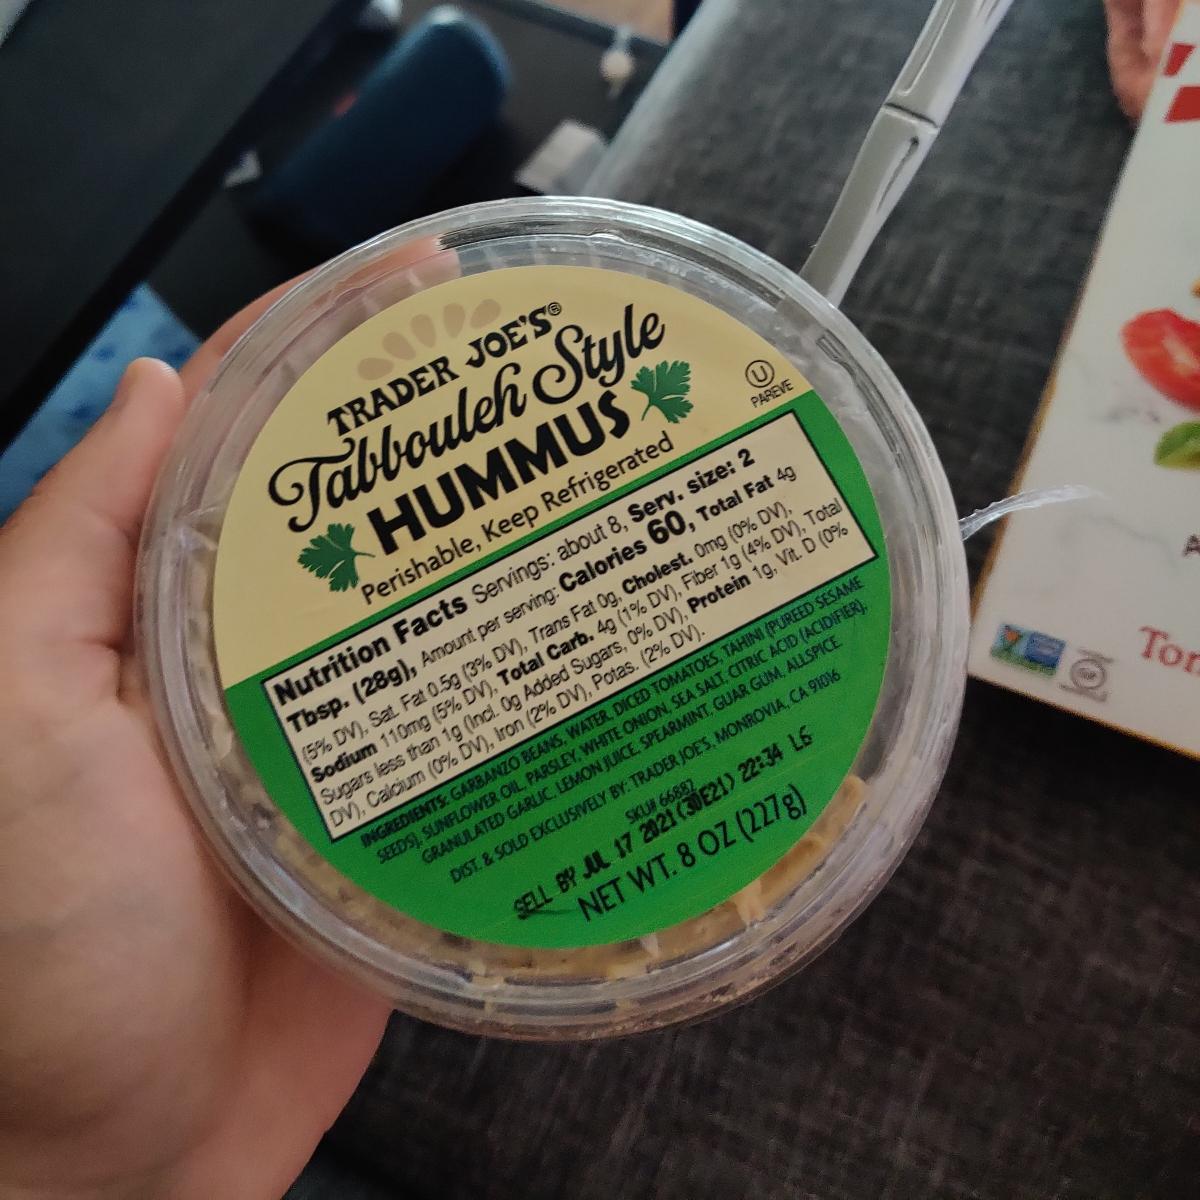 TRADER JOE'S®
Tabbouleh Style
HUMMUS
Perishable, Keep Refrigerated
U
PAREVE
Nutrition Facts Servings: about 8, Serv. size: 2
Tbsp. (28g), Amount per serving: Calories 60, Total Fat 4g
(5% DV), Sat. Fat 0.5g (3% DV), Trans Fat 0g, Cholest. 0mg (0% DV),
Sodium 110mg (5% DV), Total Carb. 4g (1% DV), Fiber 1g (4% DV), Total
Sugars less than 1g (Incl. 0g Added Sugars, 0% DV), Protein 1g, Vit. D (0%
DV), Calcium (0% DV), Iron (2% DV), Potas. (2% DV).
INGREDIENTS: GARBANZO BEANS, WATER, DICED TOMATOES, TAHINI (PUREED SESAME
SEEDS), SUNFLOWER OIL, PARSLEY, WHITE ONION, SEA SALT, CITRIC ACID (ACIDIFIER),
GRANULATED GARLIC, LEMON JUICE, SPEARMINT, GUAR GUM, ALLSPICE
DIST. & SOLD EXCLUSIVELY BY: TRADER JOE'S, MONROVIA, CA 91016
SKU# 66887
SELL BY JUL 17 2021 (30E21) 22:34 L6
NET WT. 8 OZ (227g)
Tom